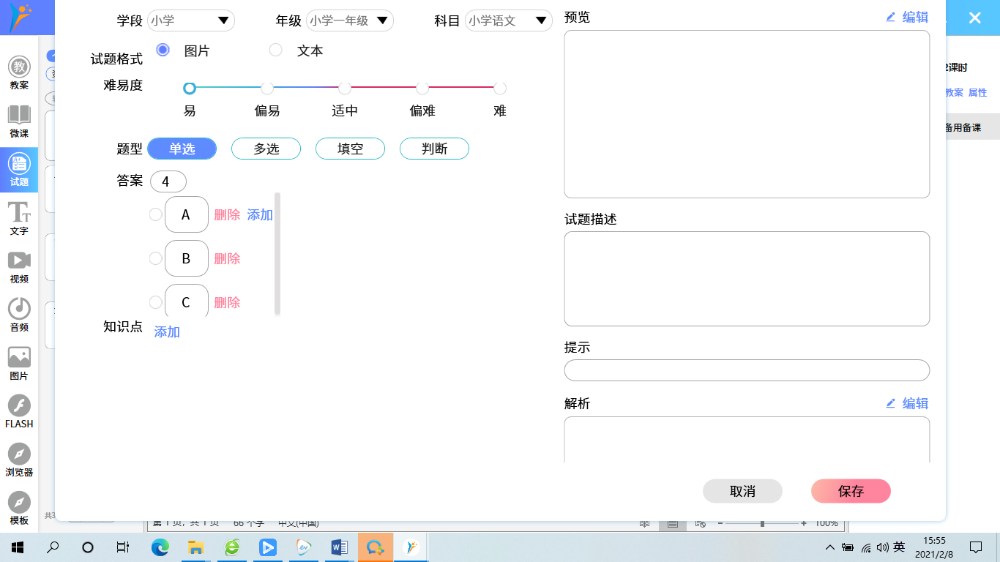 学段 小学 年级 小学一年级 科目 小学语文
试题格式 图片 文本
难易度
易 偏易 适中 偏难 难
题型 单选 多选 填空 判断
答案 4
A 删除 添加
B 删除
C 删除
知识点 添加
预览 编辑
试题描述
提示
解析 编辑
取消 保存
教案
微课
试题
文字
视频
音频
图片
FLASH
浏览器
模板
2课时
教案 属性
备用备课
第1页，共1页 66个字 中文(中国) 100%
英
15:55
2021/2/8